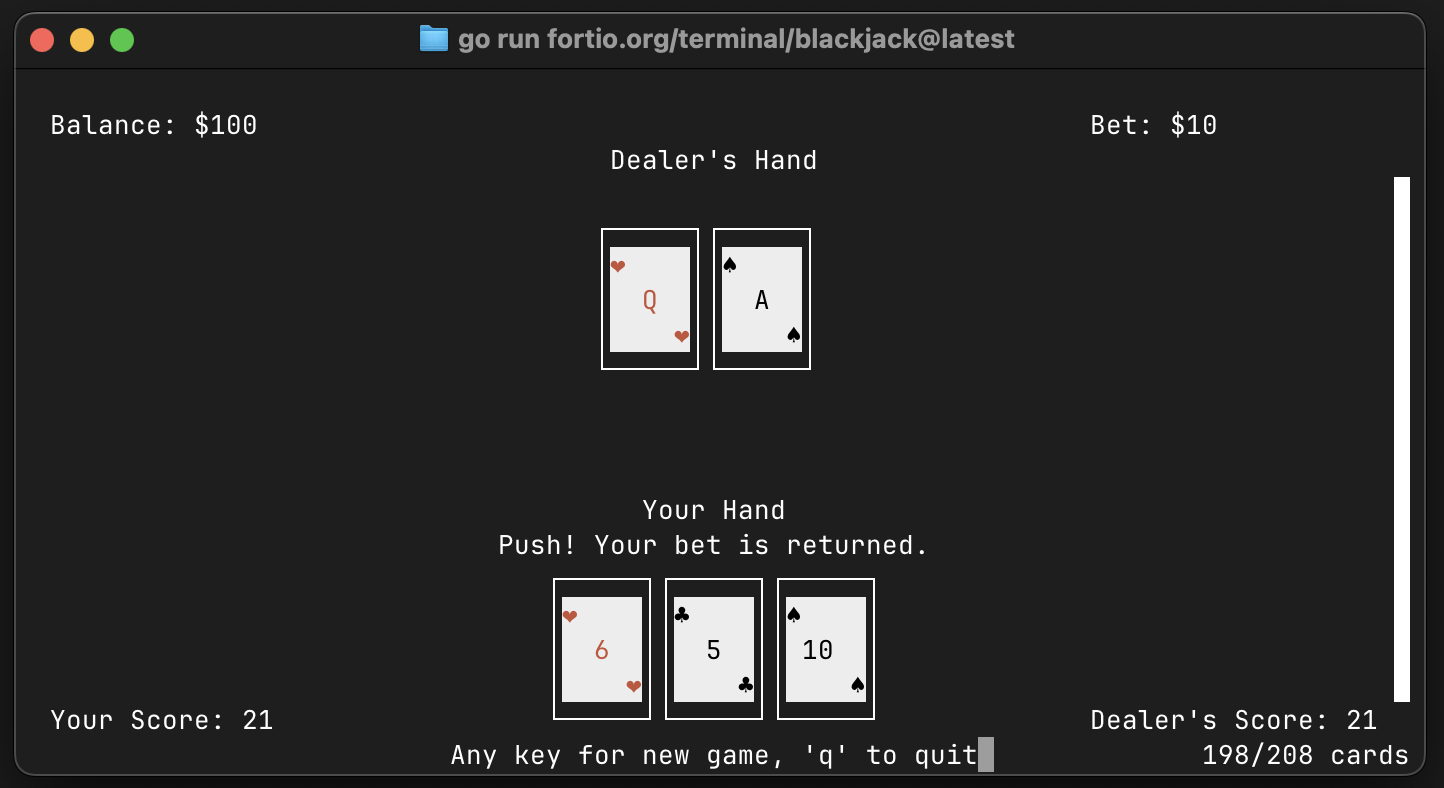 go run fortio.org/terminal/blackjack@latest
Balance: $100 Bet: $10
Dealer's Hand
♥ ♠
Q A
♥ ♠
Your Hand
Push! Your bet is returned.
♥ ♣ ♠
6 5 10
♥ ♣ ♠
Your Score: 21 Dealer's Score: 21
Any key for new game, 'q' to quit 198/208 cards